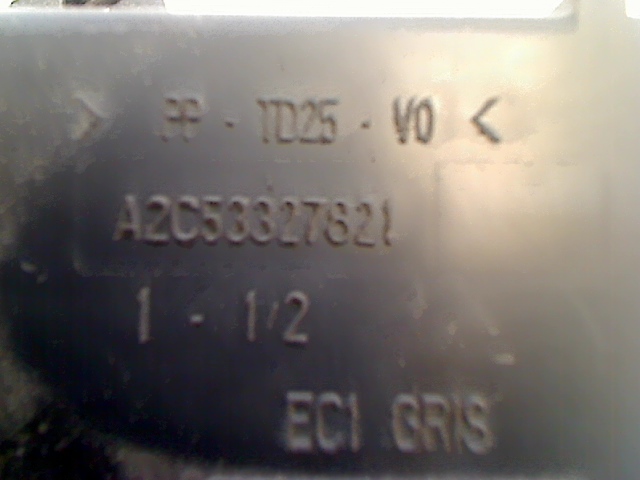 > PP - TD25 - V0 <
A2C53327821
1 - 1/2
EC1 GRIS